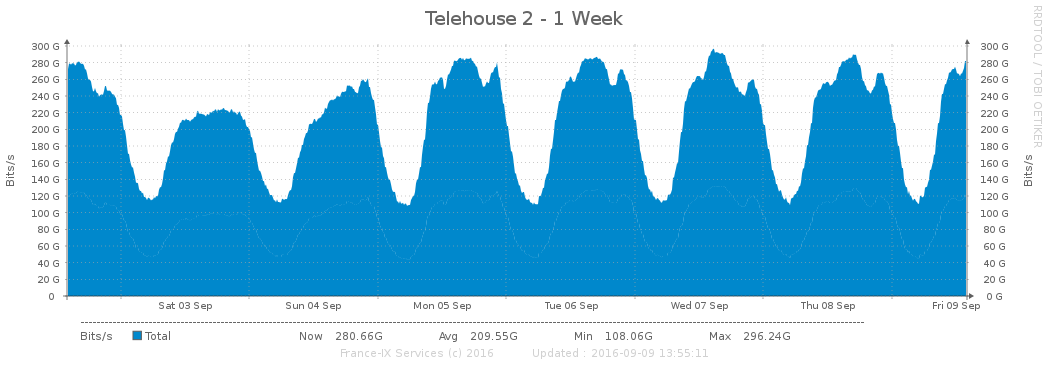 Telehouse 2 - 1 Week
RRDTOOL / TOBI OETIKER
Bits/s
300 G 300 G
280 G 280 G
260 G 260 G
240 G 240 G
220 G 220 G
200 G 200 G
180 G 180 G
160 G 160 G
140 G 140 G
120 G 120 G
100 G 100 G
80 G 80 G
60 G 60 G
40 G 40 G
20 G 20 G
0 0 G
Bits/s
Sat 03 Sep Sun 04 Sep Mon 05 Sep Tue 06 Sep Wed 07 Sep Thu 08 Sep Fri 09 Sep
Bits/s Total Now 280.66G Avg 209.55G Min 108.06G Max 296.24G
France-IX Services (c) 2016 Updated : 2016-09-09 13:55:11